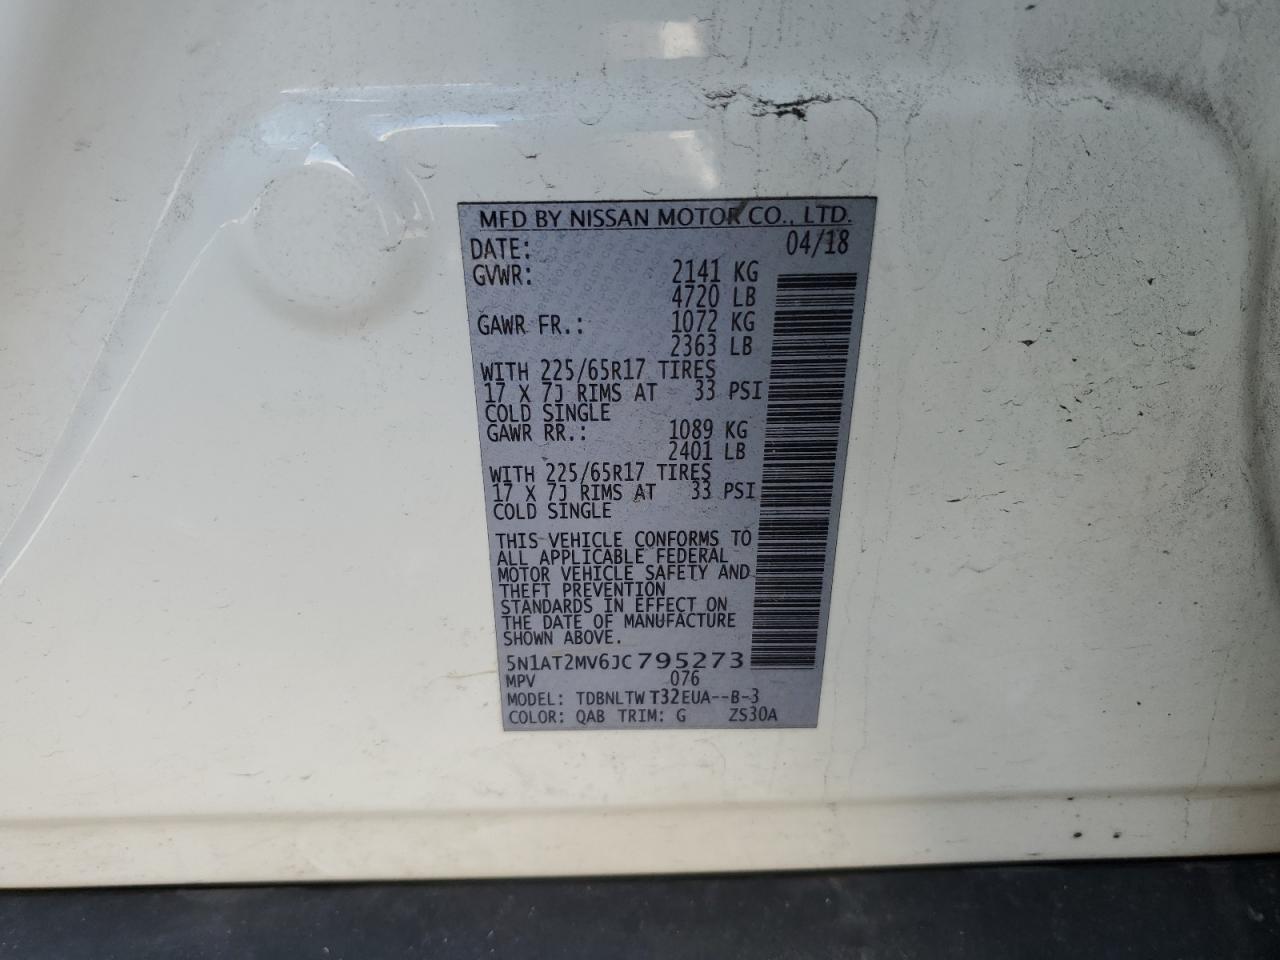 MFD BY NISSAN MOTOR CO., LTD.
DATE: 04/18
GVWR: 2141 KG
4720 LB
GAWR FR.: 1072 KG
2363 LB
WITH 225/65R17 TIRES
17 X 7J RIMS AT 33 PSI
COLD SINGLE
GAWR RR.: 1089 KG
2401 LB
WITH 225/65R17 TIRES
17 X 7J RIMS AT 33 PSI
COLD SINGLE
THIS VEHICLE CONFORMS TO
ALL APPLICABLE FEDERAL
MOTOR VEHICLE SAFETY AND
THEFT PREVENTION
STANDARDS IN EFFECT ON
THE DATE OF MANUFACTURE
SHOWN ABOVE.
5N1AT2MV6JC795273
MPV 076
MODEL: TDBNLTW T32EUA--B-3
COLOR: QAB TRIM: G ZS30A